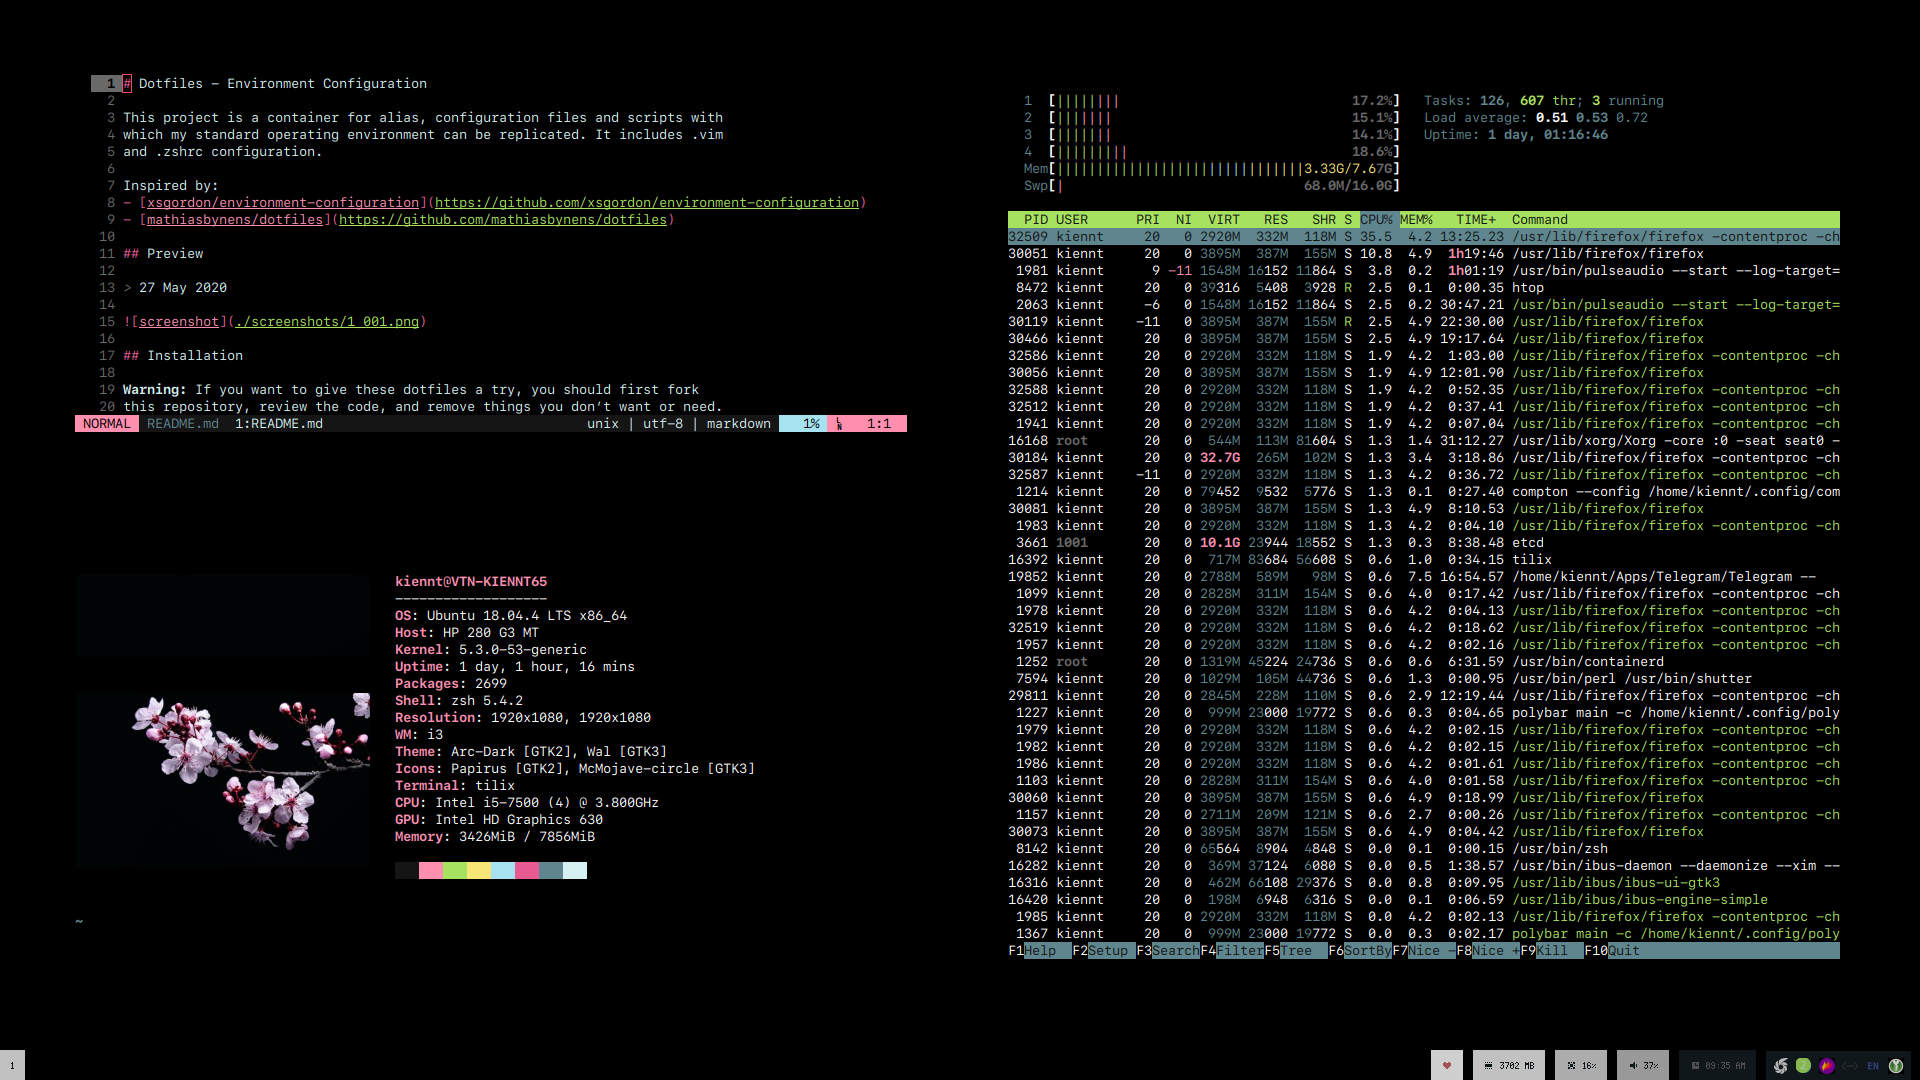 1 # Dotfiles - Environment Configuration
2
3 This project is a container for alias, configuration files and scripts with
4 which my standard operating environment can be replicated. It includes .vim
5 and .zshrc configuration.
6
7 Inspired by:
8 - [xsgordon/environment-configuration](https://github.com/xsgordon/environment-configuration)
9 - [mathiasbynens/dotfiles](https://github.com/mathiasbynens/dotfiles)
10
11 ## Preview
12
13 > 27 May 2020
14
15 ![screenshot](./screenshots/1_001.png)
16
17 ## Installation
18
19 Warning: If you want to give these dotfiles a try, you should first fork
20 this repository, review the code, and remove things you don't want or need.
NORMAL README.md 1:README.md unix | utf-8 | markdown 1% 1:1
kiennt@VTN-KIENNT65
-------------------
OS: Ubuntu 18.04.4 LTS x86_64
Host: HP 280 G3 MT
Kernel: 5.3.0-53-generic
Uptime: 1 day, 1 hour, 16 mins
Packages: 2699
Shell: zsh 5.4.2
Resolution: 1920x1080, 1920x1080
WM: i3
Theme: Arc-Dark [GTK2], Wal [GTK3]
Icons: Papirus [GTK2], McMojave-circle [GTK3]
Terminal: tilix
CPU: Intel i5-7500 (4) @ 3.800GHz
GPU: Intel HD Graphics 630
Memory: 3426MiB / 7856MiB
~
1 [|||||||| 17.2%] Tasks: 126, 607 thr; 3 running
2 [||||||| 15.1%] Load average: 0.51 0.53 0.72
3 [||||||| 14.1%] Uptime: 1 day, 01:16:46
4 [||||||||| 18.6%]
Mem[|||||||||||||||||||||||||||||||3.33G/7.67G]
Swp[| 68.0M/16.0G]
PID USER PRI NI VIRT RES SHR S CPU% MEM% TIME+ Command
32509 kiennt 20 0 2920M 332M 118M S 35.5 4.2 13:25.23 /usr/lib/firefox/firefox -contentproc -ch
30051 kiennt 20 0 3895M 387M 155M S 10.8 4.9 1h19:46 /usr/lib/firefox/firefox
1981 kiennt 9 -11 1548M 16152 11864 S 3.8 0.2 1h01:19 /usr/bin/pulseaudio --start --log-target=
8472 kiennt 20 0 39316 5408 3928 R 2.5 0.1 0:00.35 htop
2063 kiennt -6 0 1548M 16152 11864 S 2.5 0.2 30:47.21 /usr/bin/pulseaudio --start --log-target=
30119 kiennt -11 0 3895M 387M 155M R 2.5 4.9 22:30.00 /usr/lib/firefox/firefox
30466 kiennt 20 0 3895M 387M 155M S 2.5 4.9 19:17.64 /usr/lib/firefox/firefox
32586 kiennt 20 0 2920M 332M 118M S 1.9 4.2 1:03.00 /usr/lib/firefox/firefox -contentproc -ch
30056 kiennt 20 0 3895M 387M 155M S 1.9 4.9 12:01.90 /usr/lib/firefox/firefox
32588 kiennt 20 0 2920M 332M 118M S 1.9 4.2 0:52.35 /usr/lib/firefox/firefox -contentproc -ch
32512 kiennt 20 0 2920M 332M 118M S 1.9 4.2 0:37.41 /usr/lib/firefox/firefox -contentproc -ch
1941 kiennt 20 0 2920M 332M 118M S 1.9 4.2 0:07.04 /usr/lib/firefox/firefox -contentproc -ch
16168 root 20 0 544M 113M 81604 S 1.3 1.4 31:12.27 /usr/lib/xorg/Xorg -core :0 -seat seat0 -
30184 kiennt 20 0 32.7G 265M 102M S 1.3 3.4 3:18.86 /usr/lib/firefox/firefox -contentproc -ch
32587 kiennt -11 0 2920M 332M 118M S 1.3 4.2 0:36.72 /usr/lib/firefox/firefox -contentproc -ch
1214 kiennt 20 0 79452 9532 5776 S 1.3 0.1 0:27.40 compton --config /home/kiennt/.config/com
30081 kiennt 20 0 3895M 387M 155M S 1.3 4.9 8:10.53 /usr/lib/firefox/firefox
1983 kiennt 20 0 2920M 332M 118M S 1.3 4.2 0:04.10 /usr/lib/firefox/firefox -contentproc -ch
3661 1001 20 0 10.1G 23944 18552 S 1.3 0.3 8:38.48 etcd
16392 kiennt 20 0 717M 83684 56608 S 0.6 1.0 0:34.15 tilix
19852 kiennt 20 0 2788M 589M 98M S 0.6 7.5 16:54.57 /home/kiennt/Apps/Telegram/Telegram --
1099 kiennt 20 0 2828M 311M 154M S 0.6 4.0 0:17.42 /usr/lib/firefox/firefox -contentproc -ch
1978 kiennt 20 0 2920M 332M 118M S 0.6 4.2 0:04.13 /usr/lib/firefox/firefox -contentproc -ch
32519 kiennt 20 0 2920M 332M 118M S 0.6 4.2 0:18.62 /usr/lib/firefox/firefox -contentproc -ch
1957 kiennt 20 0 2920M 332M 118M S 0.6 4.2 0:02.16 /usr/lib/firefox/firefox -contentproc -ch
1252 root 20 0 1319M 45224 24736 S 0.6 0.6 6:31.59 /usr/bin/containerd
7594 kiennt 20 0 1029M 105M 44736 S 0.6 1.3 0:00.95 /usr/bin/perl /usr/bin/shutter
29811 kiennt 20 0 2845M 228M 110M S 0.6 2.9 12:19.44 /usr/lib/firefox/firefox -contentproc -ch
1227 kiennt 20 0 999M 23000 19772 S 0.6 0.3 0:04.65 polybar main -c /home/kiennt/.config/poly
1979 kiennt 20 0 2920M 332M 118M S 0.6 4.2 0:02.15 /usr/lib/firefox/firefox -contentproc -ch
1982 kiennt 20 0 2920M 332M 118M S 0.6 4.2 0:02.15 /usr/lib/firefox/firefox -contentproc -ch
1986 kiennt 20 0 2920M 332M 118M S 0.6 4.2 0:01.61 /usr/lib/firefox/firefox -contentproc -ch
1103 kiennt 20 0 2828M 311M 154M S 0.6 4.0 0:01.58 /usr/lib/firefox/firefox -contentproc -ch
30060 kiennt 20 0 3895M 387M 155M S 0.6 4.9 0:18.99 /usr/lib/firefox/firefox
1157 kiennt 20 0 2711M 209M 121M S 0.6 2.7 0:00.26 /usr/lib/firefox/firefox -contentproc -ch
30073 kiennt 20 0 3895M 387M 155M S 0.6 4.9 0:04.42 /usr/lib/firefox/firefox
8142 kiennt 20 0 65564 8904 4848 S 0.0 0.1 0:00.15 /usr/bin/zsh
16282 kiennt 20 0 369M 37124 6080 S 0.0 0.5 1:38.57 /usr/bin/ibus-daemon --daemonize --xim --
16316 kiennt 20 0 462M 66108 29376 S 0.0 0.8 0:09.95 /usr/lib/ibus/ibus-ui-gtk3
16420 kiennt 20 0 198M 6948 6316 S 0.0 0.1 0:06.59 /usr/lib/ibus/ibus-engine-simple
1985 kiennt 20 0 2920M 332M 118M S 0.0 4.2 0:02.13 /usr/lib/firefox/firefox -contentproc -ch
1367 kiennt 20 0 999M 23000 19772 S 0.0 0.3 0:02.17 polybar main -c /home/kiennt/.config/poly
F1Help F2Setup F3SearchF4FilterF5Tree F6SortByF7Nice -F8Nice +F9Kill F10Quit
1 3702 MB 16% 37% 09:35 AM EN